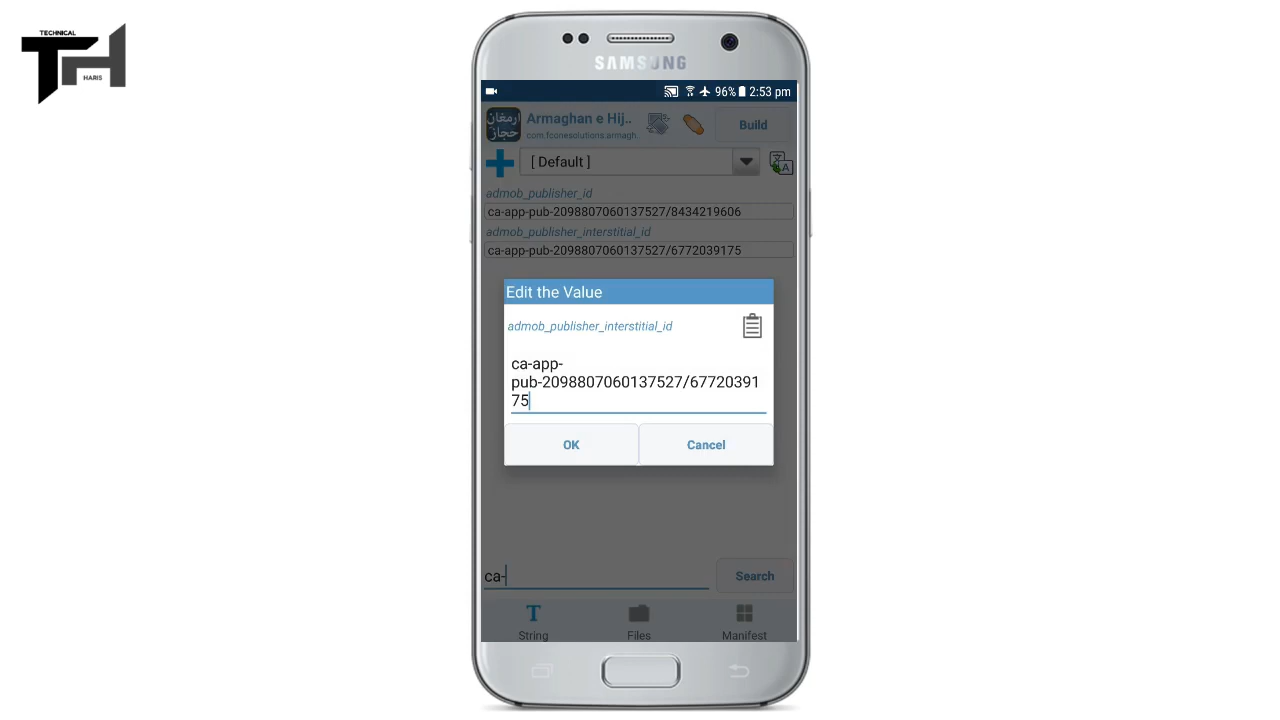 TECHNICAL
TH
HARIS
SAMSUNG
96% 2:53 pm
ارمغان
حجاز
Armaghan e Hij..
com.foonesolutions.armagh..
Build
[ Default ]
admob_publisher_id
ca-app-pub-2098807060137527/8434219606
admob_publisher_interstitial_id
ca-app-pub-2098807060137527/6772039175
Edit the Value
admob_publisher_interstitial_id
ca-app-
pub-2098807060137527/67720391
75
OK Cancel
ca-
Search
T
String Files Manifest